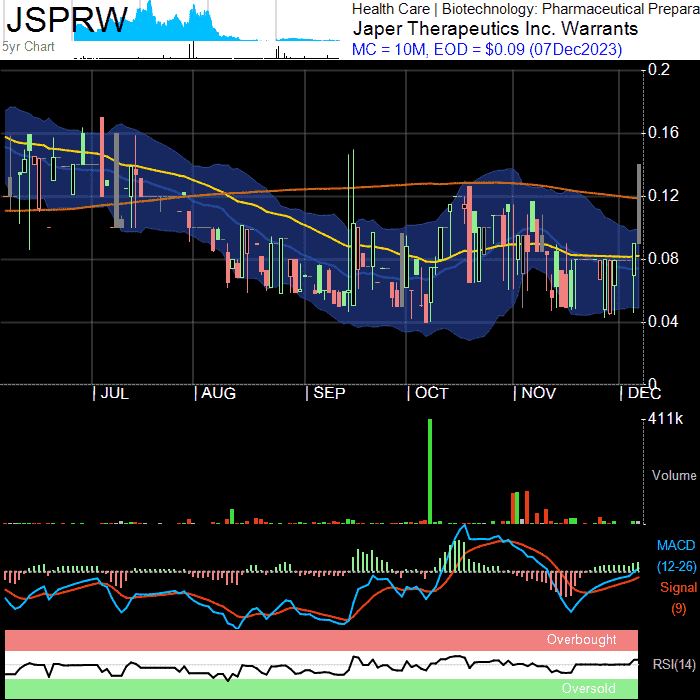 JSPRW
5yr Chart
Health Care | Biotechnology: Pharmaceutical Prepara
Japer Therapeutics Inc. Warrants
MC = 10M, EOD = $0.09 (07Dec2023)
0.2
0.16
0.12
0.08
0.04
0
| JUL | AUG | SEP | OCT | NOV | DEC
411k
Volume
MACD
(12-26)
Signal
(9)
Overbought
RSI(14)
Oversold